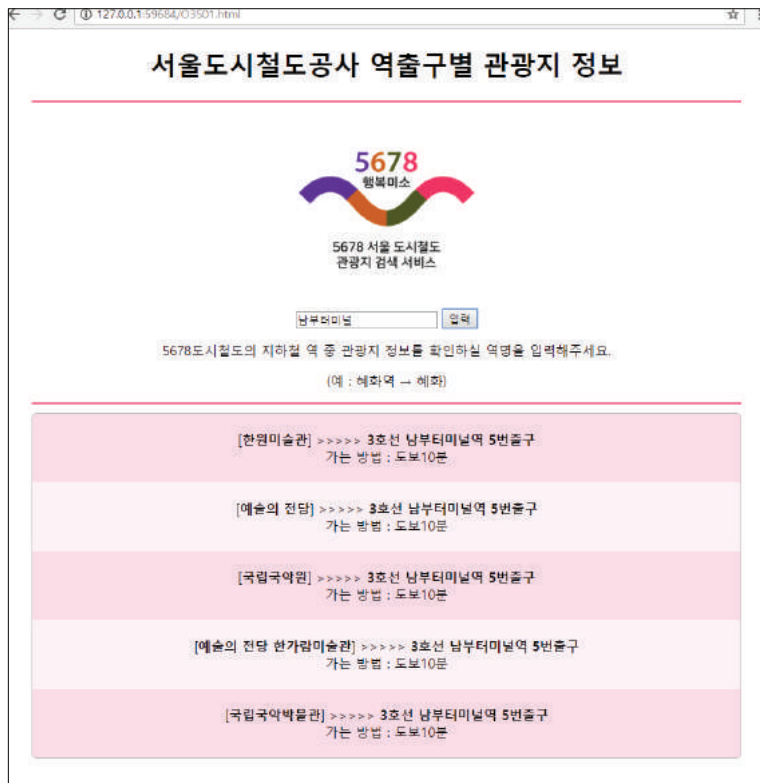 127.0.0.1:59684/O3501.html
서울도시철도공사 역출구별 관광지 정보
5678
행복미소
5678 서울 도시철도
관광지 검색 서비스
남부터미널 입력
5678도시철도의 지하철 역 중 관광지 정보를 확인하실 역명을 입력해주세요.
(예 : 혜화역 → 혜화)
[한원미술관] >>>>> 3호선 남부터미널역 5번출구
가는 방법 : 도보10분
[예술의 전당] >>>>> 3호선 남부터미널역 5번출구
가는 방법 : 도보10분
[국립국악원] >>>>> 3호선 남부터미널역 5번출구
가는 방법 : 도보10분
[예술의 전당 한가람미술관] >>>>> 3호선 남부터미널역 5번출구
가는 방법 : 도보10분
[국립국악박물관] >>>>> 3호선 남부터미널역 5번출구
가는 방법 : 도보10분